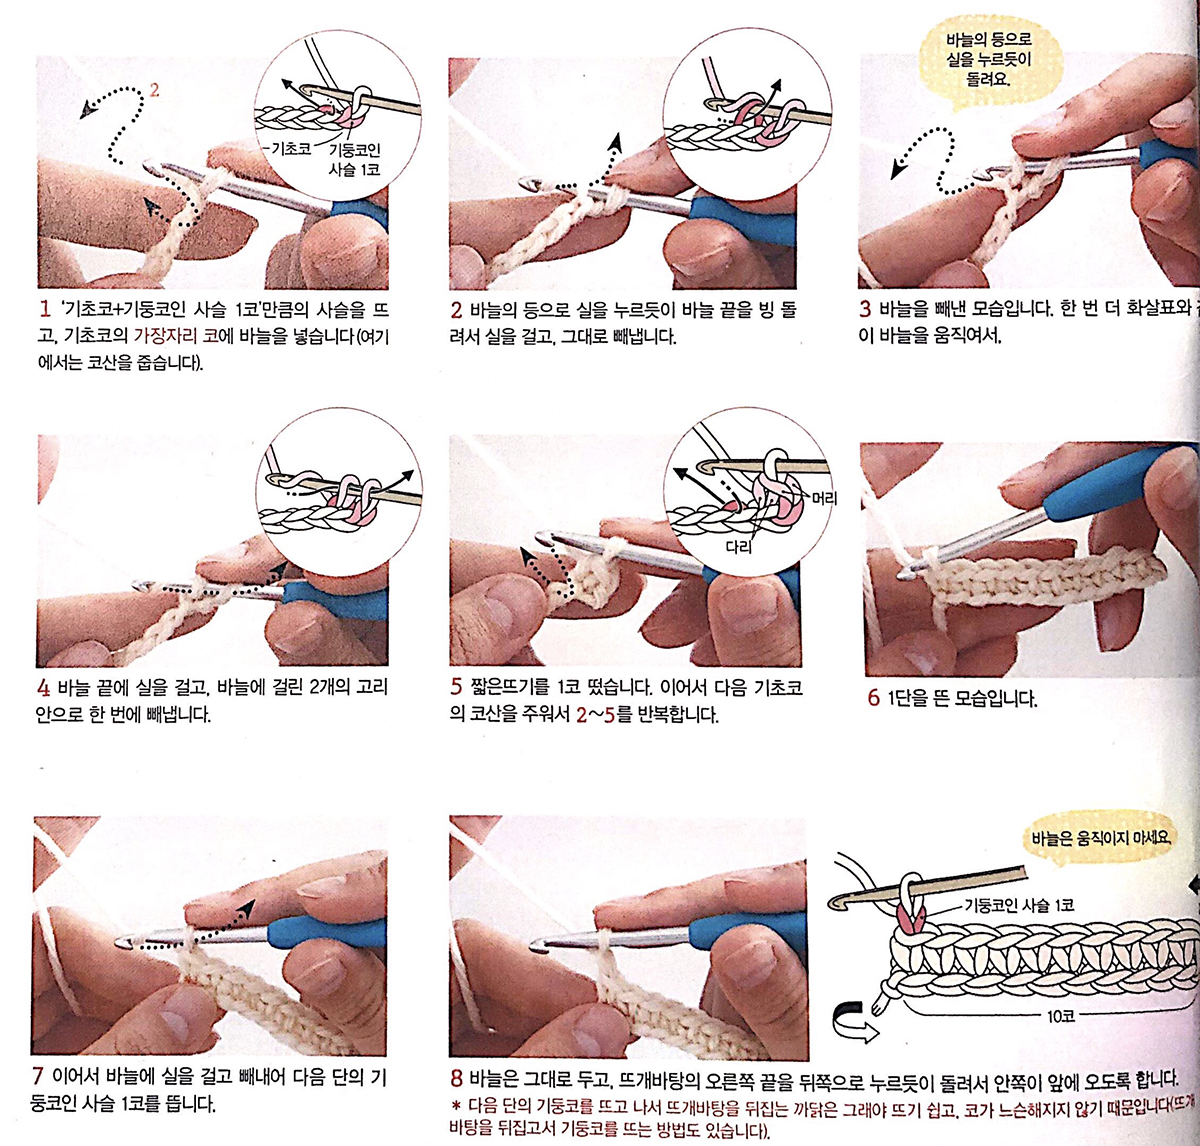 2
기초코
기둥코인
사슬 1코
1 '기초코+기둥코인 사슬 1코'만큼의 사슬을 뜨
고, 기초코의 가장자리 코에 바늘을 넣습니다(여기
에서는 코산을 줍습니다).
2 바늘의 등으로 실을 누르듯이 바늘 끝을 빙 돌
려서 실을 걸고, 그대로 빼냅니다.
바늘의 등으로
실을 누르듯이
돌려요.
3 바늘을 빼낸 모습입니다. 한 번 더 화살표와
이 바늘을 움직여서,
4 바늘 끝에 실을 걸고, 바늘에 걸린 2개의 고리
안으로 한 번에 빼냅니다.
머리
다리
5 짧은뜨기를 1코 떴습니다. 이어서 다음 기초코
의 코산을 주워서 2~5를 반복합니다.
6 1단을 뜬 모습입니다.
7 이어서 바늘에 실을 걸고 빼내어 다음 단의 기
둥코인 사슬 1코를 뜹니다.
바늘은 움직이지 마세요.
기둥코인 사슬 1코
10코
8 바늘은 그대로 두고, 뜨개바탕의 오른쪽 끝을 뒤쪽으로 누르듯이 돌려서 안쪽이 앞에 오도록 합니다.
* 다음 단의 기둥코를 뜨고 나서 뜨개바탕을 뒤집는 까닭은 그래야 뜨기 쉽고, 코가 느슨해지지 않기 때문입니다(뜨개
바탕을 뒤집고서 기둥코를 뜨는 방법도 있습니다).